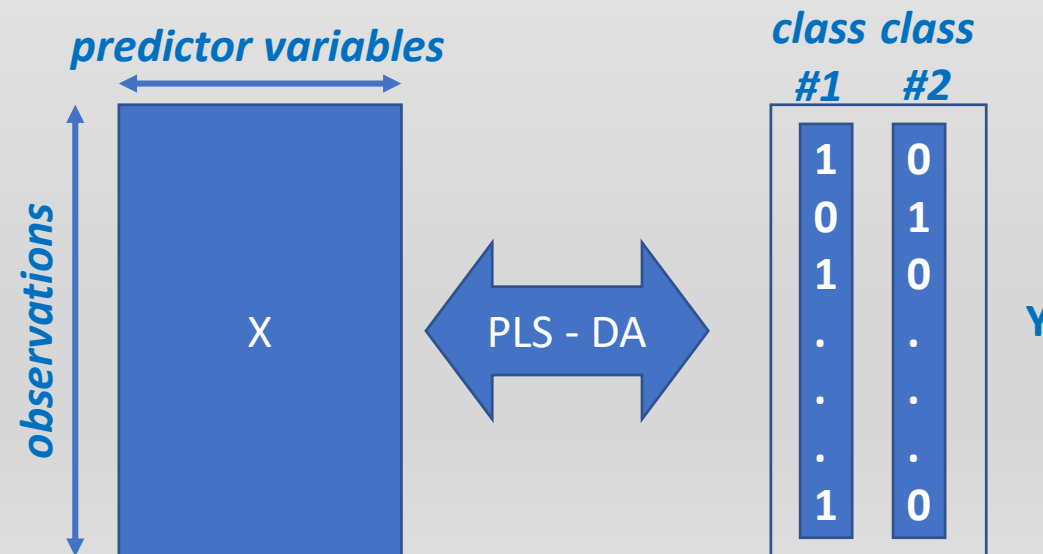 predictor variables
class class
#1 #2
observations
X
PLS - DA
1 0
0 1
1 0
. .
. .
. .
1 0
Y